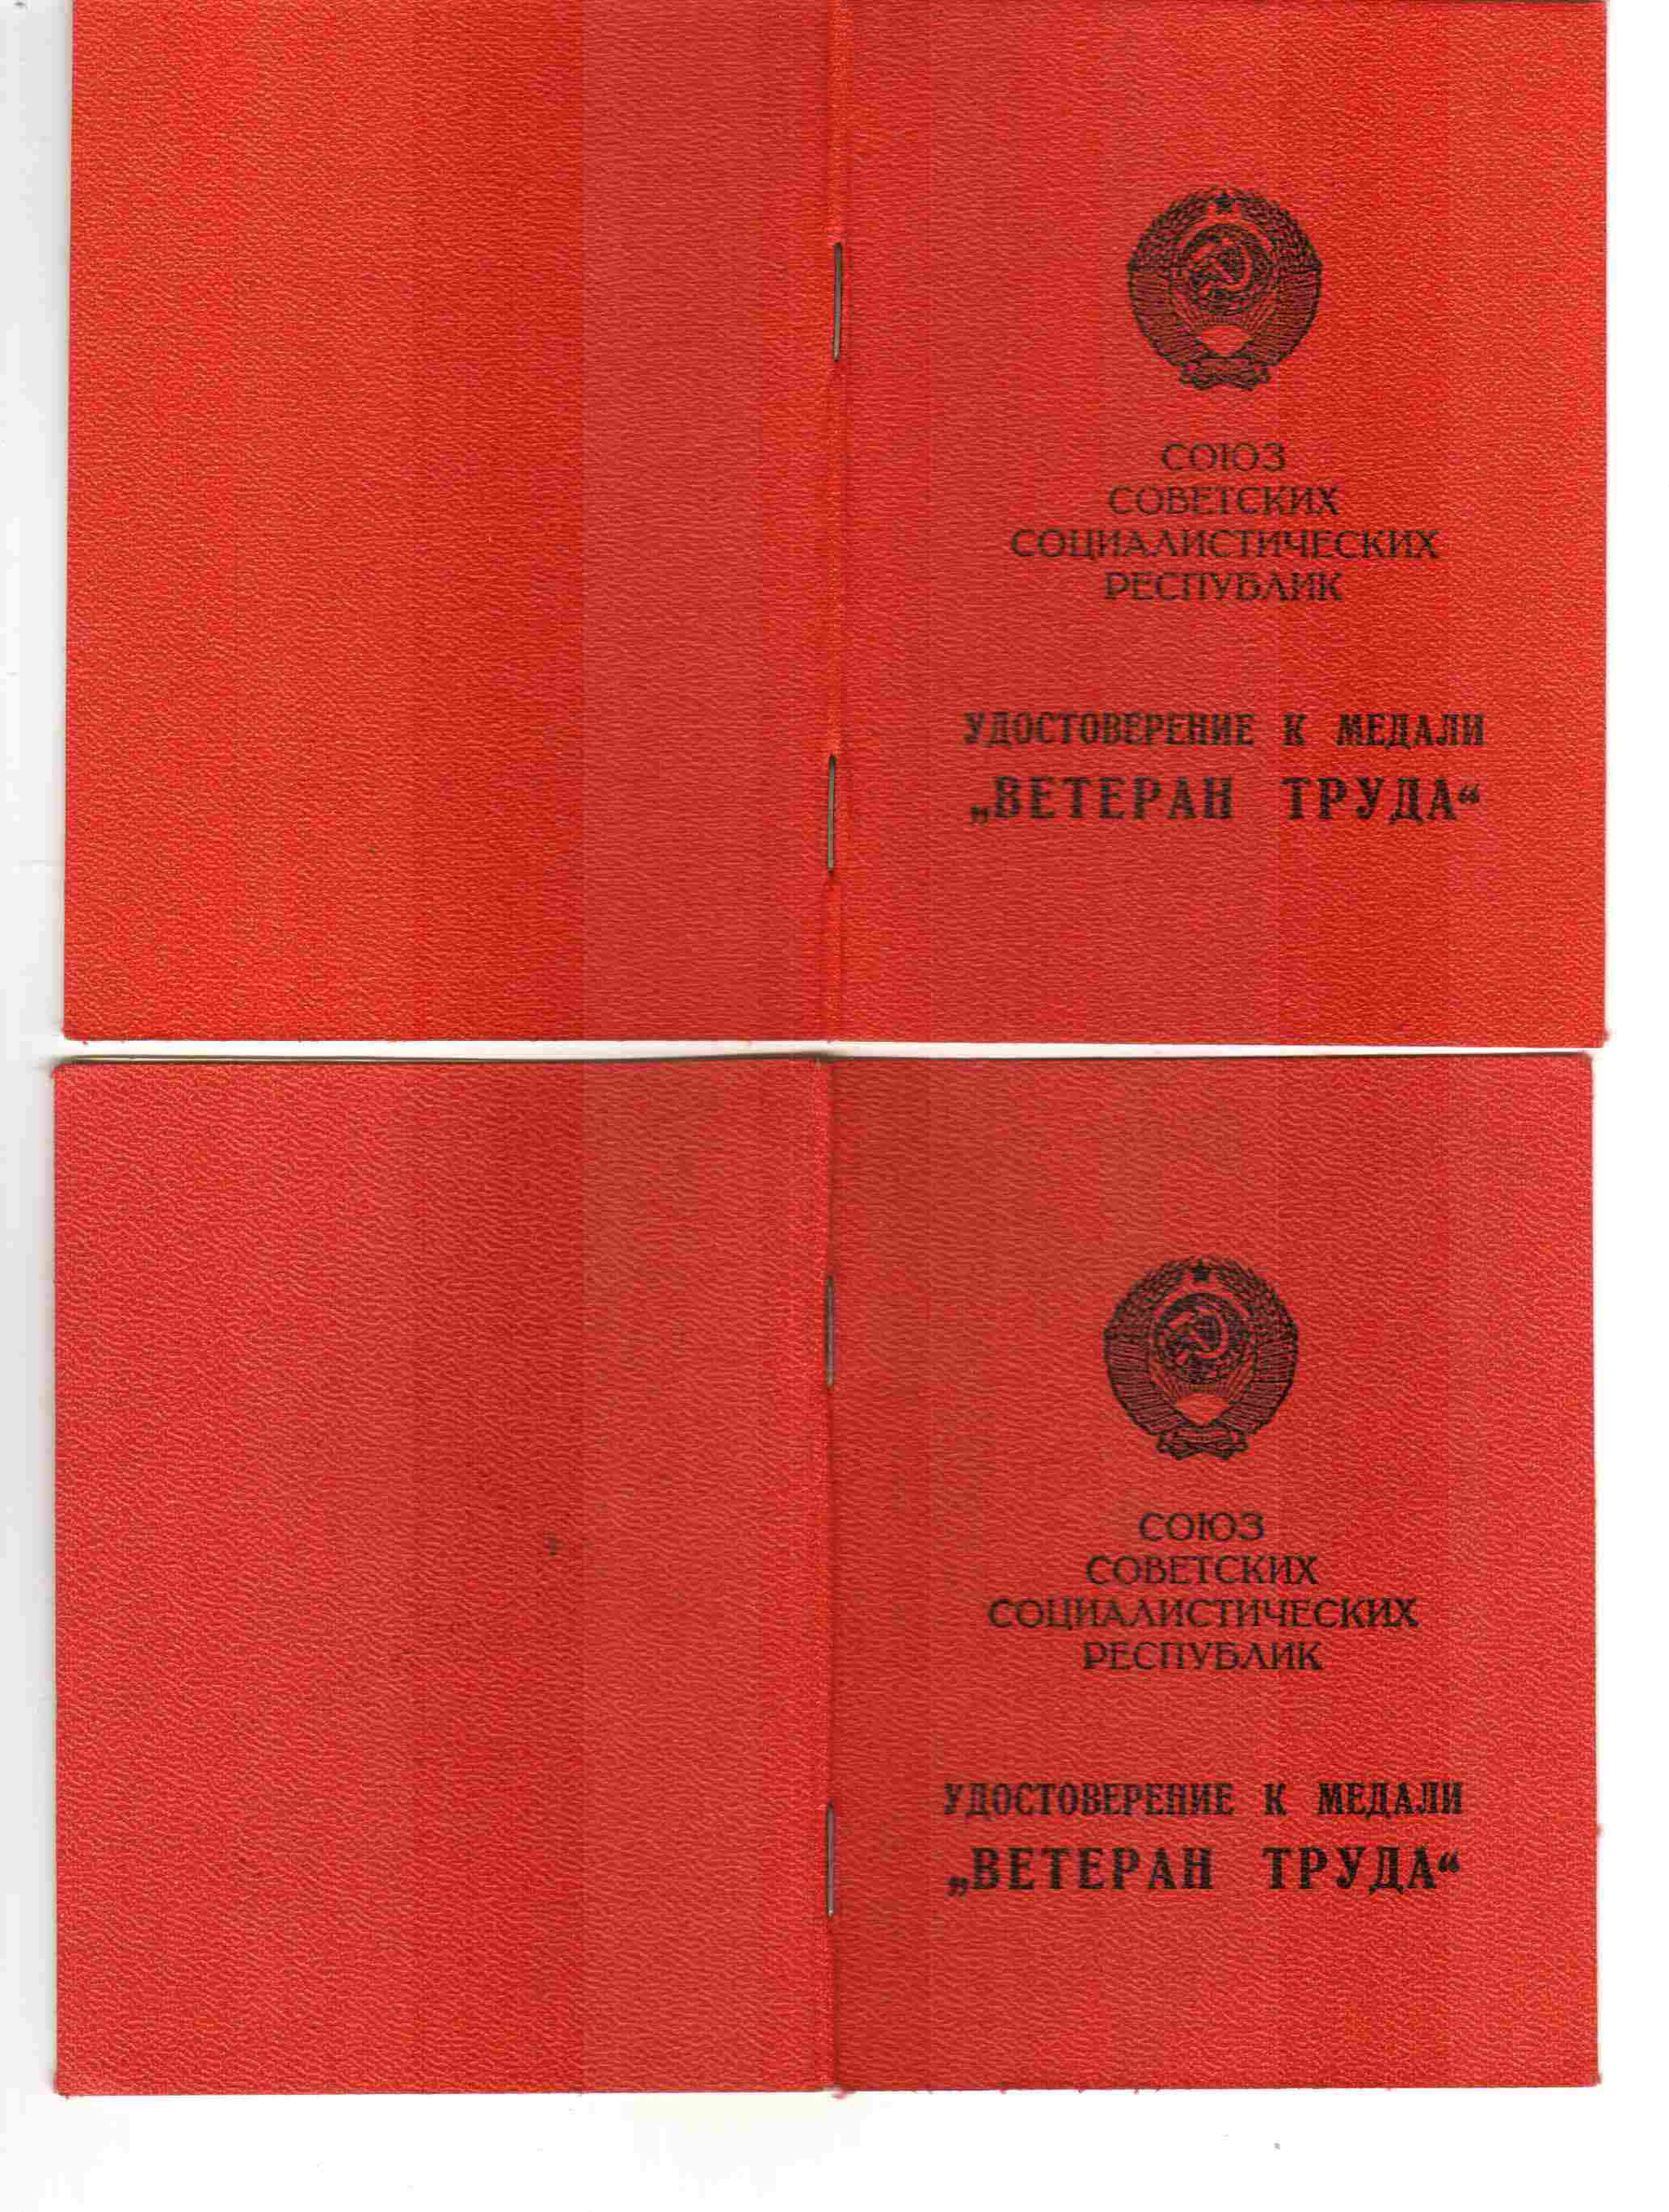 СОЮЗ
СОВЕТСКИХ
СОЦИАЛИСТИЧЕСКИХ
РЕСПУБЛИК
УДОСТОВЕРЕНИЕ К МЕДАЛИ
„ВЕТЕРАН ТРУДА“
СОЮЗ
СОВЕТСКИХ
СОЦИАЛИСТИЧЕСКИХ
РЕСПУБЛИК
УДОСТОВЕРЕНИЕ К МЕДАЛИ
„ВЕТЕРАН ТРУДА“